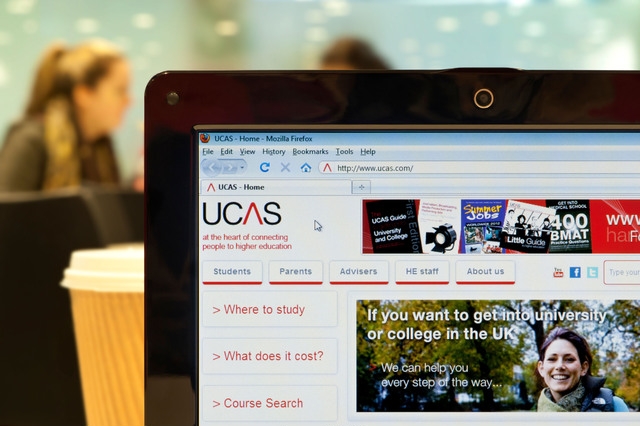 UCAS - Home - Mozilla Firefox
File Edit View History Bookmarks Tools Help
http://www.ucas.com/
UCAS - Home
UCAS
at the heart of connecting
people to higher education
UCAS Guide
University and
College
Summer
Jobs
Little Guide
GET INTO
MEDICAL SCHOOL
400
BMAT
Practice Questions
www
Students Parents Advisers HE staff About us
You
Type your
> Where to study
> What does it cost?
> Course Search
If you want to get into university
or college in the UK
We can help you
every step of the way...